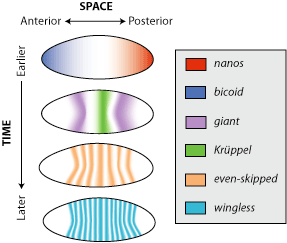 SPACE
Anterior Posterior
Earlier
TIME
Later
nanos
bicoid
giant
Krüppel
even-skipped
wingless